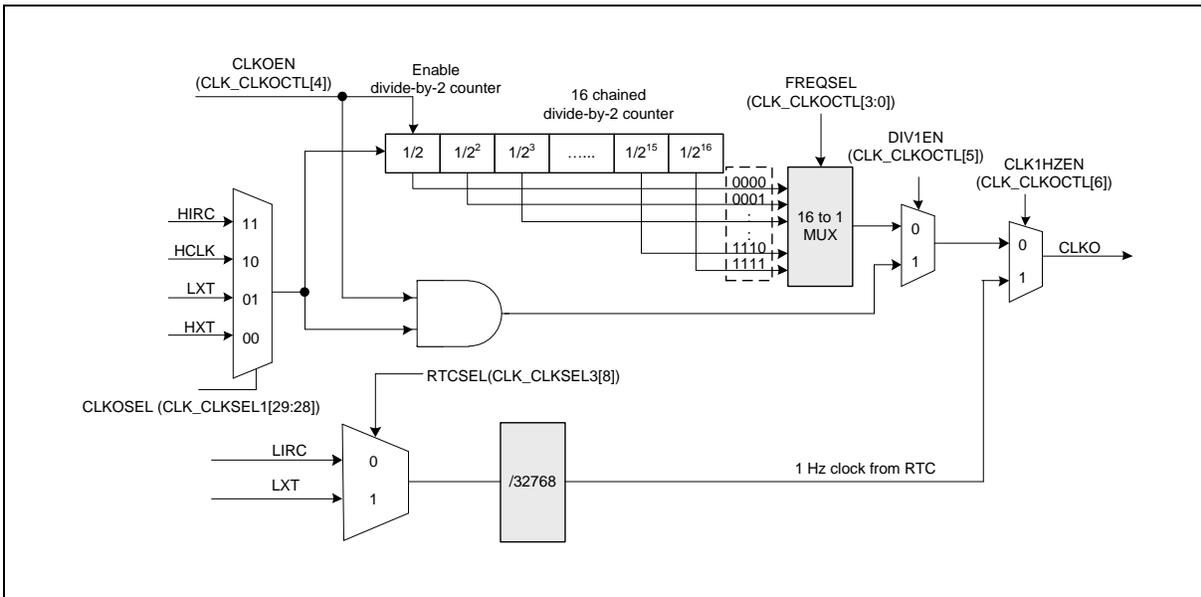 CLKOEN
(CLK_CLKOCTL[4])
Enable
divide-by-2 counter
16 chained
divide-by-2 counter
FREQSEL
(CLK_CLKOCTL[3:0])
DIV1EN
(CLK_CLKOCTL[5])
CLK1HZEN
(CLK_CLKOCTL[6])
1/2 1/2² 1/2³ …... 1/2¹⁵ 1/2¹⁶
0000
0001
:
:
1110
1111
16 to 1
MUX
0
1
0
1
CLKO
HIRC 11
HCLK 10
LXT 01
HXT 00
CLKOSEL (CLK_CLKSEL1[29:28])
RTCSEL(CLK_CLKSEL3[8])
LIRC 0
LXT 1
/32768
1 Hz clock from RTC